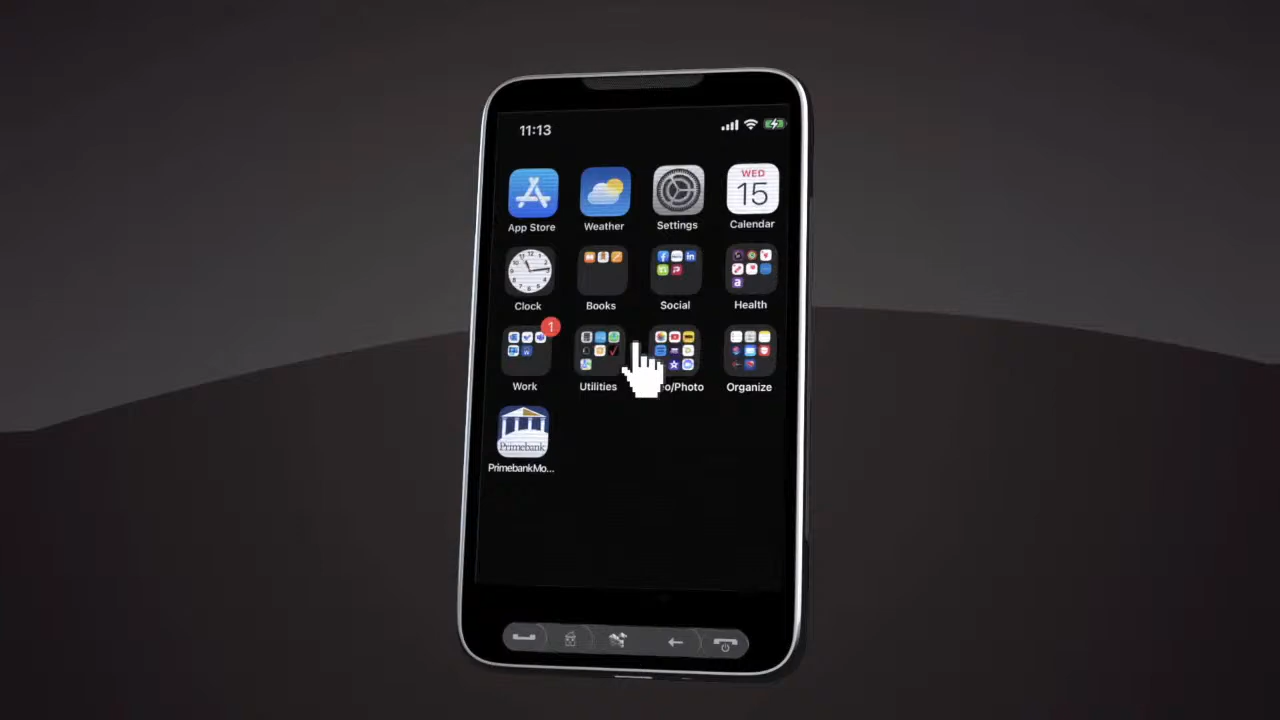 11:13
WED
15
App Store
Weather
Settings
Calendar
Clock
Books
Social
Health
1
Work
Utilities
o/Photo
Organize
Primebank
PrimebankMo...